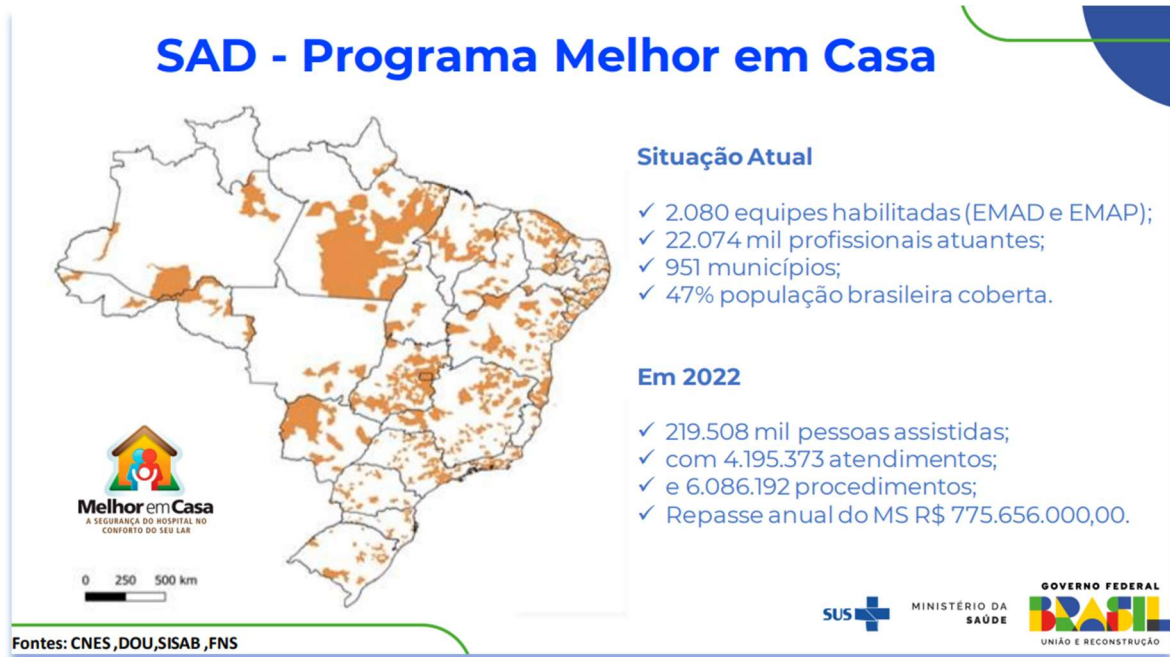 SAD - Programa Melhor em Casa
Situação Atual
✓ 2.080 equipes habilitadas (EMAD e EMAP);
✓ 22.074 mil profissionais atuantes;
✓ 951 municípios;
✓ 47% população brasileira coberta.
Em 2022
✓ 219.508 mil pessoas assistidas;
✓ com 4.195.373 atendimentos;
✓ e 6.086.192 procedimentos;
✓ Repasse anual do MS R$ 775.656.000,00.
Melhor em Casa
A SEGURANÇA DO HOSPITAL NO
CONFORTO DO SEU LAR
0 250 500 km
SUS
MINISTÉRIO DA
SAÚDE
GOVERNO FEDERAL
BRASIL
UNIÃO E RECONSTRUÇÃO
Fontes: CNES ,DOU,SISAB ,FNS